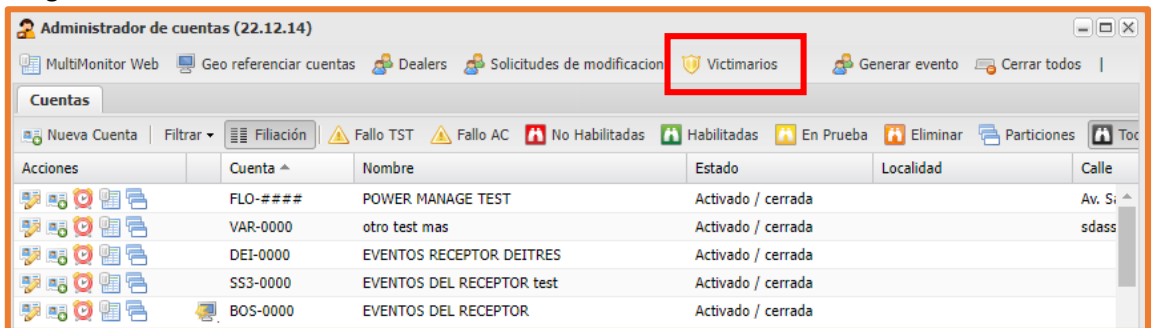 Administrador de cuentas (22.12.14)
MultiMonitor Web Geo referenciar cuentas Dealers Solicitudes de modificacion Victimarios Generar evento Cerrar todos |
Cuentas
Nueva Cuenta Filtrar Filiación Fallo TST Fallo AC No Habilitadas Habilitadas En Prueba Eliminar Particiones
Acciones Cuenta Nombre Estado Localidad Calle
FLO-#### POWER MANAGE TEST Activado / cerrada Av.
VAR-0000 otro test mas Activado / cerrada sdass
DEI-0000 EVENTOS RECEPTOR DEITRES Activado / cerrada
SS3-0000 EVENTOS DEL RECEPTOR test Activado / cerrada
BOS-0000 EVENTOS DEL RECEPTOR Activado / cerrada